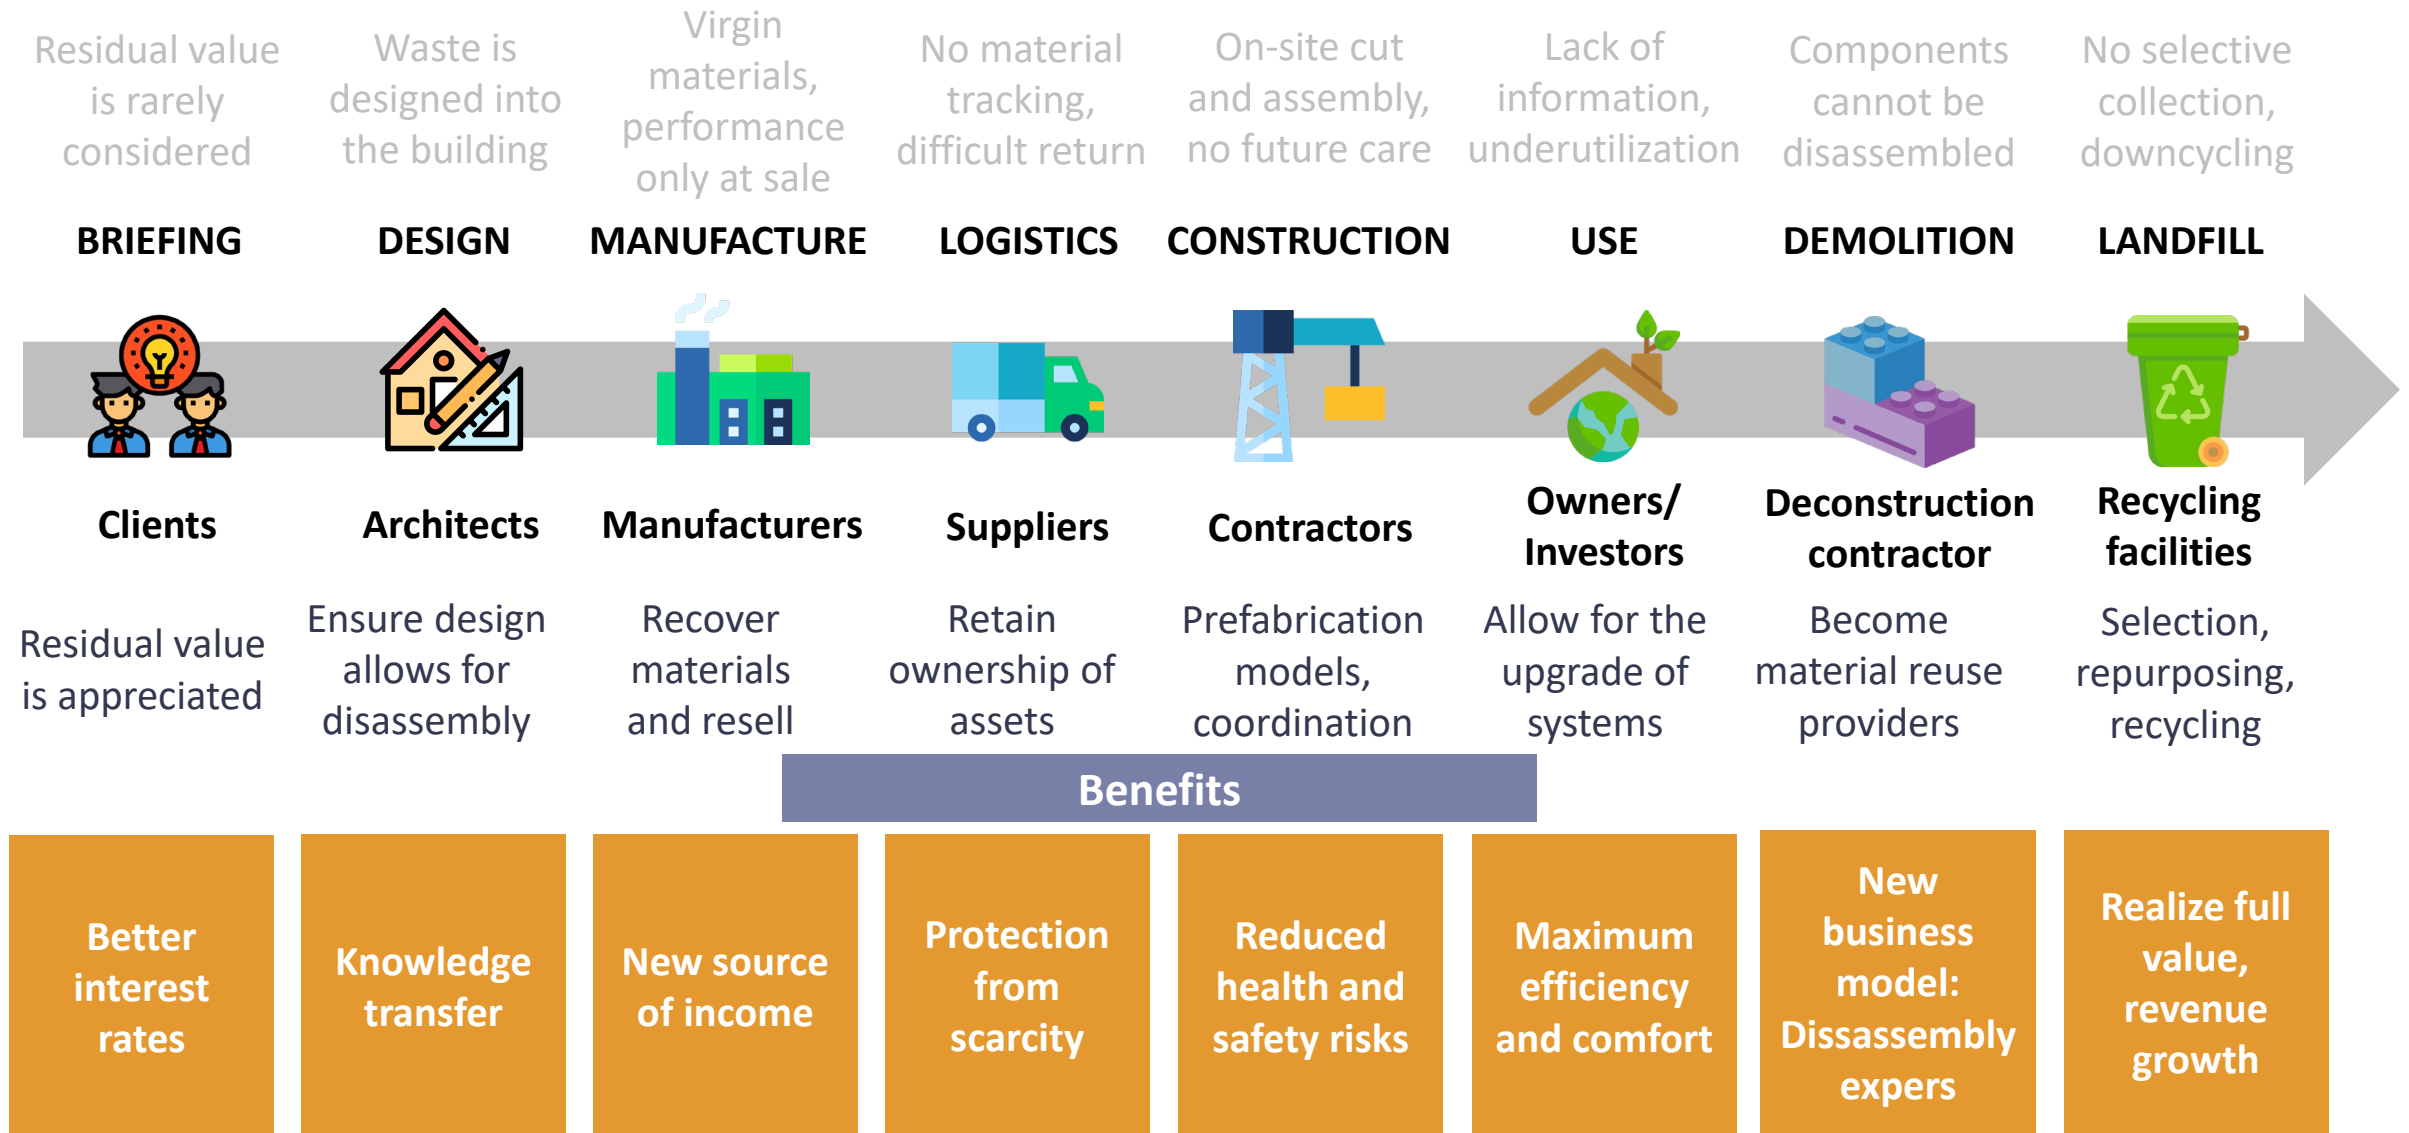 Residual value
is rarely
considered
Waste is
designed into
the building
Virgin
materials,
performance
only at sale
No material
tracking,
difficult return
On-site cut
and assembly,
no future care
Lack of
information,
underutilization
Components
cannot be
disassembled
No selective
collection,
downcycling
BRIEFING
DESIGN
MANUFACTURE
LOGISTICS
CONSTRUCTION
USE
DEMOLITION
LANDFILL
Clients
Architects
Manufacturers
Suppliers
Contractors
Owners/
Investors
Deconstruction
contractor
Recycling
facilities
Residual value
is appreciated
Ensure design
allows for
disassembly
Recover
materials
and resell
Retain
ownership of
assets
Prefabrication
models,
coordination
Allow for the
upgrade of
systems
Become
material reuse
providers
Selection,
repurposing,
recycling
Benefits
Better
interest
rates
Knowledge
transfer
New source
of income
Protection
from
scarcity
Reduced
health and
safety risks
Maximum
efficiency
and comfort
New
business
model:
Dissassembly
expers
Realize full
value,
revenue
growth